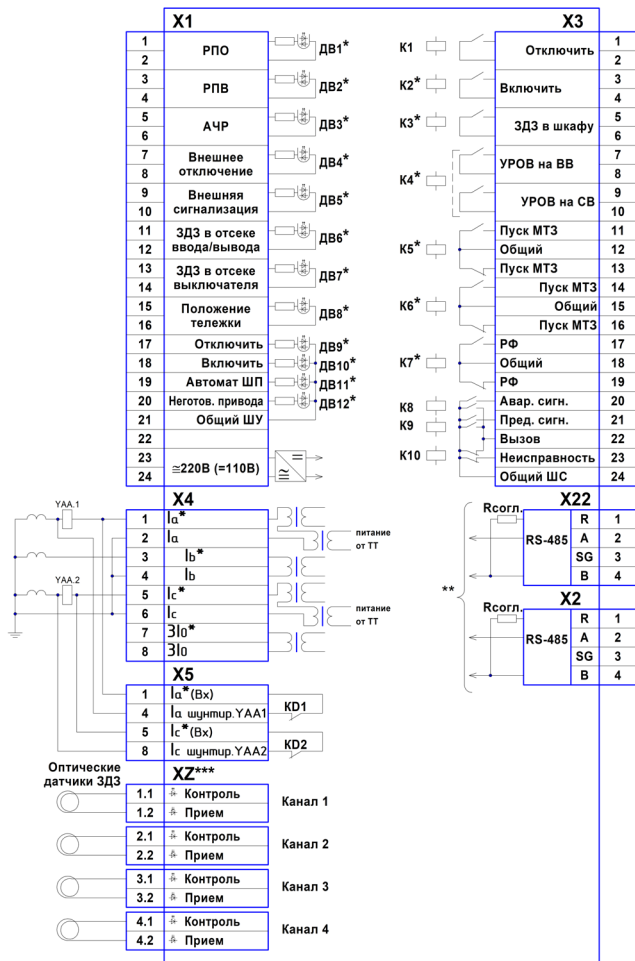 X1
1
2
РПО
ДВ1*
3
4
РПВ
ДВ2*
5
6
АЧР
ДВ3*
7
8
Внешнее
отключение
ДВ4*
9
10
Внешняя
сигнализация
ДВ5*
11
12
ЗДЗ в отсеке
ввода/вывода
ДВ6*
13
14
ЗДЗ в отсеке
выключателя
ДВ7*
15
16
Положение
тележки
ДВ8*
17 Отключить ДВ9*
18 Включить ДВ10*
19 Автомат ШП ДВ11*
20 Неготов. привода ДВ12*
21 Общий ШУ
22
23
24
≅220В (=110В)
X3
К1 Отключить
1
2
К2* Включить
3
4
К3* ЗДЗ в шкафу
5
6
К4*
УРОВ на ВВ
7
8
УРОВ на СВ
9
10
К5*
Пуск МТЗ 11
Общий 12
Пуск МТЗ 13
К6*
Пуск МТЗ 14
Общий 15
Пуск МТЗ 16
К7*
РФ 17
Общий 18
РФ 19
К8 Авар. сигн. 20
К9 Пред. сигн. 21
Вызов 22
К10 Неисправность 23
Общий ШС 24
X4
YAA.1
YAA.2
1 Ia*
2 Ia
3 Ib*
4 Ib
5 Ic*
6 Ic
7 3I0*
8 3I0
питание
от ТТ
питание
от ТТ
X22
Rсогл.
RS-485
R 1
A 2
SG 3
B 4
**
X2
Rсогл.
RS-485
R 1
A 2
SG 3
B 4
X5
1 Ia*(Вх)
4 Ia шунтир.YAA1
KD1
5 Ic*(Вх)
8 Ic шунтир.YAA2
KD2
Оптические
датчики ЗДЗ
XZ***
1.1 Контроль
1.2 Прием
Канал 1
2.1 Контроль
2.2 Прием
Канал 2
3.1 Контроль
3.2 Прием
Канал 3
4.1 Контроль
4.2 Прием
Канал 4